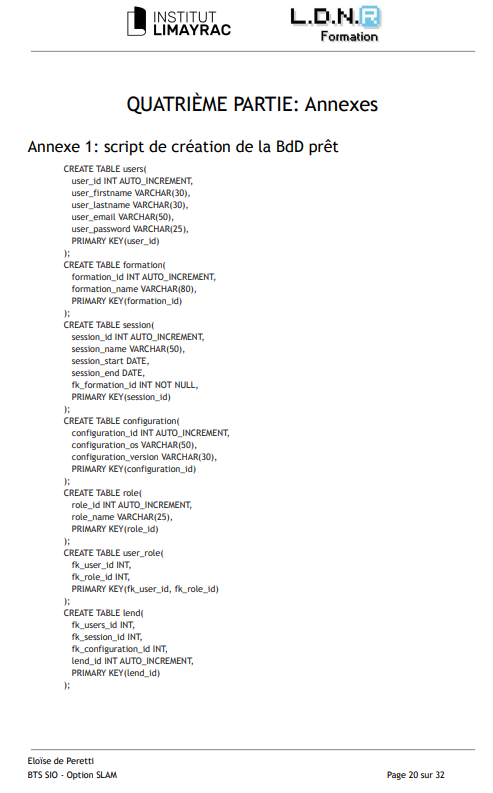 INSTITUT
LIMAYRAC
L.D.N.R
Formation
QUATRIÈME PARTIE: Annexes
Annexe 1: script de création de la BdD prêt
CREATE TABLE users(
user_id INT AUTO_INCREMENT,
user_firstname VARCHAR(30),
user_lastname VARCHAR(30),
user_email VARCHAR(50),
user_password VARCHAR(25),
PRIMARY KEY(user_id)
);
CREATE TABLE formation(
formation_id INT AUTO_INCREMENT,
formation_name VARCHAR(80),
PRIMARY KEY(formation_id)
);
CREATE TABLE session(
session_id INT AUTO_INCREMENT,
session_name VARCHAR(50),
session_start DATE,
session_end DATE,
fk_formation_id INT NOT NULL,
PRIMARY KEY(session_id)
);
CREATE TABLE configuration(
configuration_id INT AUTO_INCREMENT,
configuration_os VARCHAR(50),
configuration_version VARCHAR(30),
PRIMARY KEY(configuration_id)
);
CREATE TABLE role(
role_id INT AUTO_INCREMENT,
role_name VARCHAR(25),
PRIMARY KEY(role_id)
);
CREATE TABLE user_role(
fk_user_id INT,
fk_role_id INT,
PRIMARY KEY(fk_user_id, fk_role_id)
);
CREATE TABLE lend(
fk_users_id INT,
fk_session_id INT,
fk_configuration_id INT,
lend_id INT AUTO_INCREMENT,
PRIMARY KEY(lend_id)
);
Eloïse de Peretti
BTS SIO - Option SLAM
Page 20 sur 32